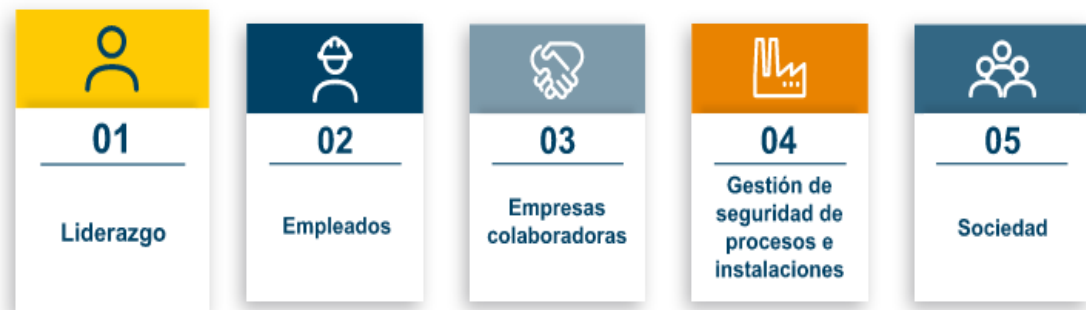 01
Liderazgo
02
Empleados
03
Empresas
colaboradoras
04
Gestión de
seguridad de
procesos e
instalaciones
05
Sociedad